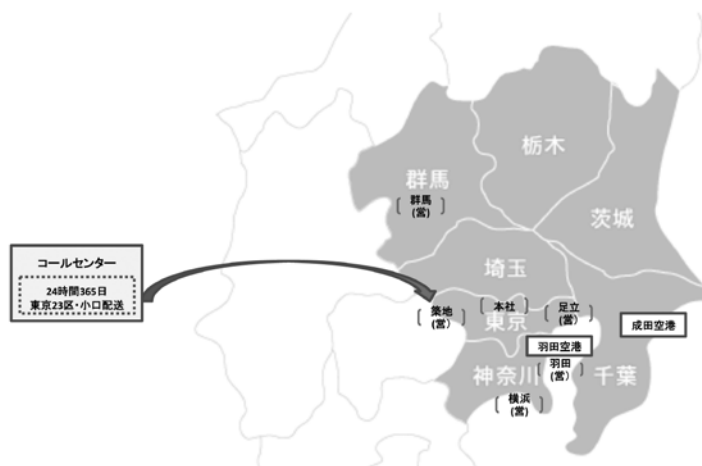 栃木
群馬
群馬
(営)
茨城
コールセンター
24時間365日
東京23区・小口配送
埼玉
築地
(営)
本社
足立
(営)
東京
成田空港
羽田空港
羽田
(営)
神奈川
千葉
横浜
(営)